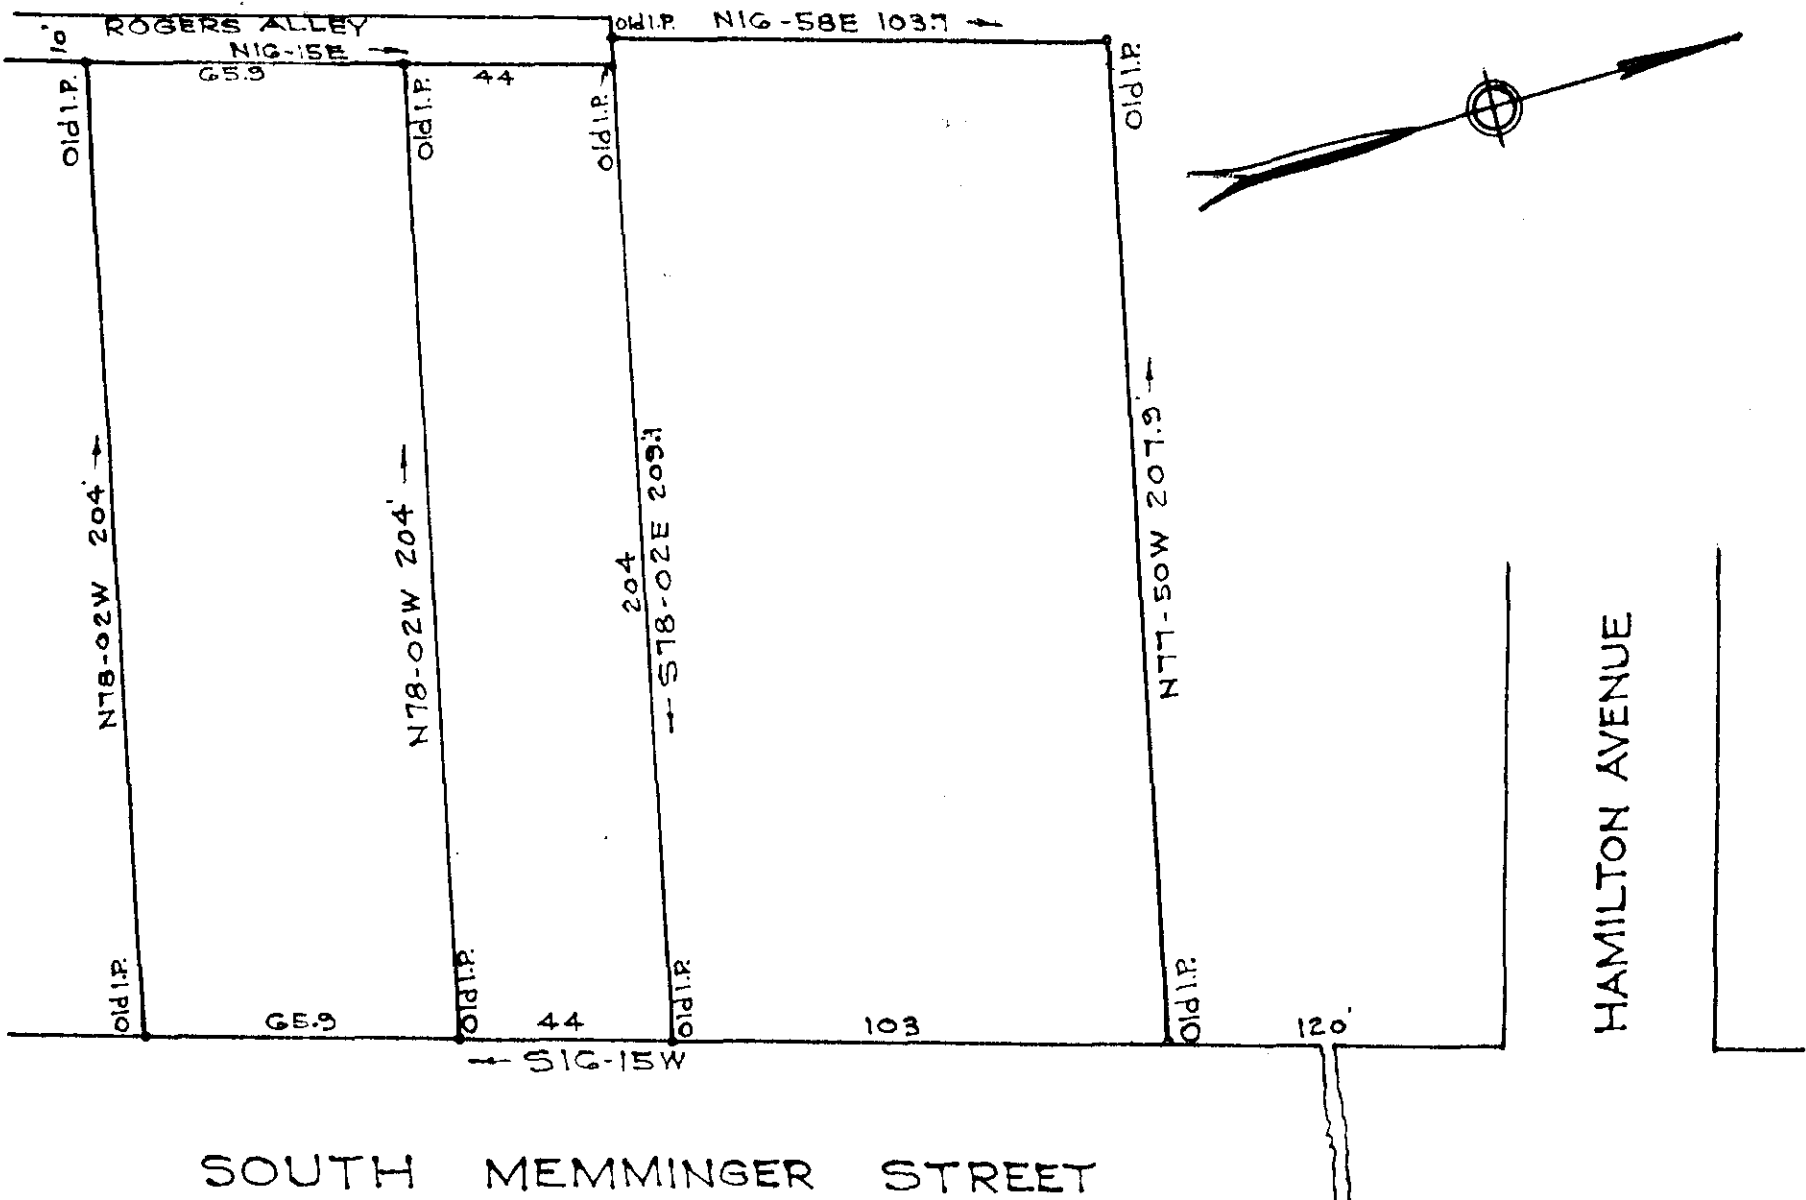 ROGERS ALLEY
10'
N16-15E
65.9
44
Old I.P. N16-58E 103.7
Old I.P.
Old I.P.
Old I.P.
Old I.P.
N78-02W 204'
N78-02W 204'
204
S78-02E 209.7
N77-50W 207.9'
HAMILTON AVENUE
Old I.P.
Old I.P.
Old I.P.
Old I.P.
65.9
44
103
120'
S16-15W
SOUTH MEMMINGER STREET